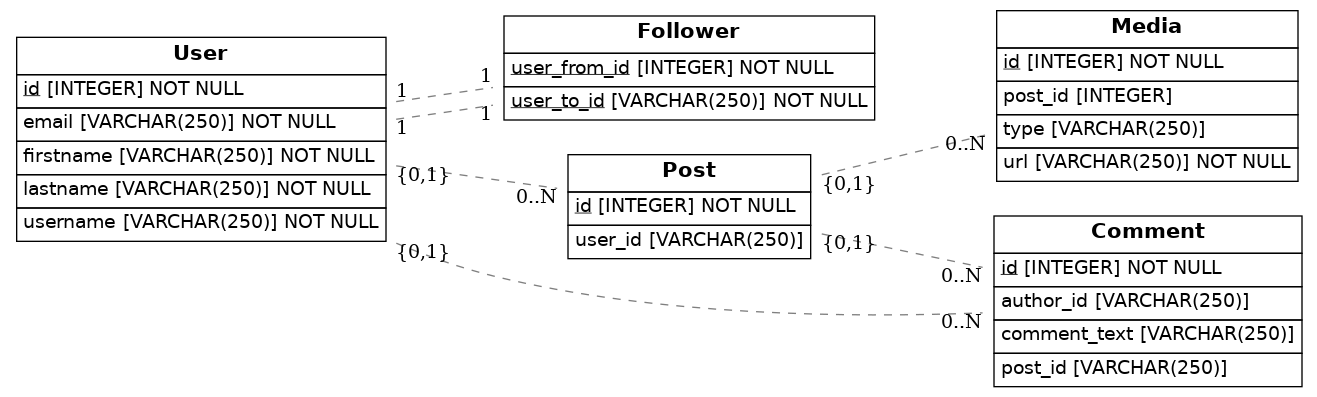 User
id [INTEGER] NOT NULL
email [VARCHAR(250)] NOT NULL
firstname [VARCHAR(250)] NOT NULL
lastname [VARCHAR(250)] NOT NULL
username [VARCHAR(250)] NOT NULL
1
1
{0,1}
{0,1}
Follower
user_from_id [INTEGER] NOT NULL
user_to_id [VARCHAR(250)] NOT NULL
1
1
0..N
Post
id [INTEGER] NOT NULL
user_id [VARCHAR(250)]
{0,1}
{0,1}
0..N
0..N
0..N
Media
id [INTEGER] NOT NULL
post_id [INTEGER]
type [VARCHAR(250)]
url [VARCHAR(250)] NOT NULL
Comment
id [INTEGER] NOT NULL
author_id [VARCHAR(250)]
comment_text [VARCHAR(250)]
post_id [VARCHAR(250)]